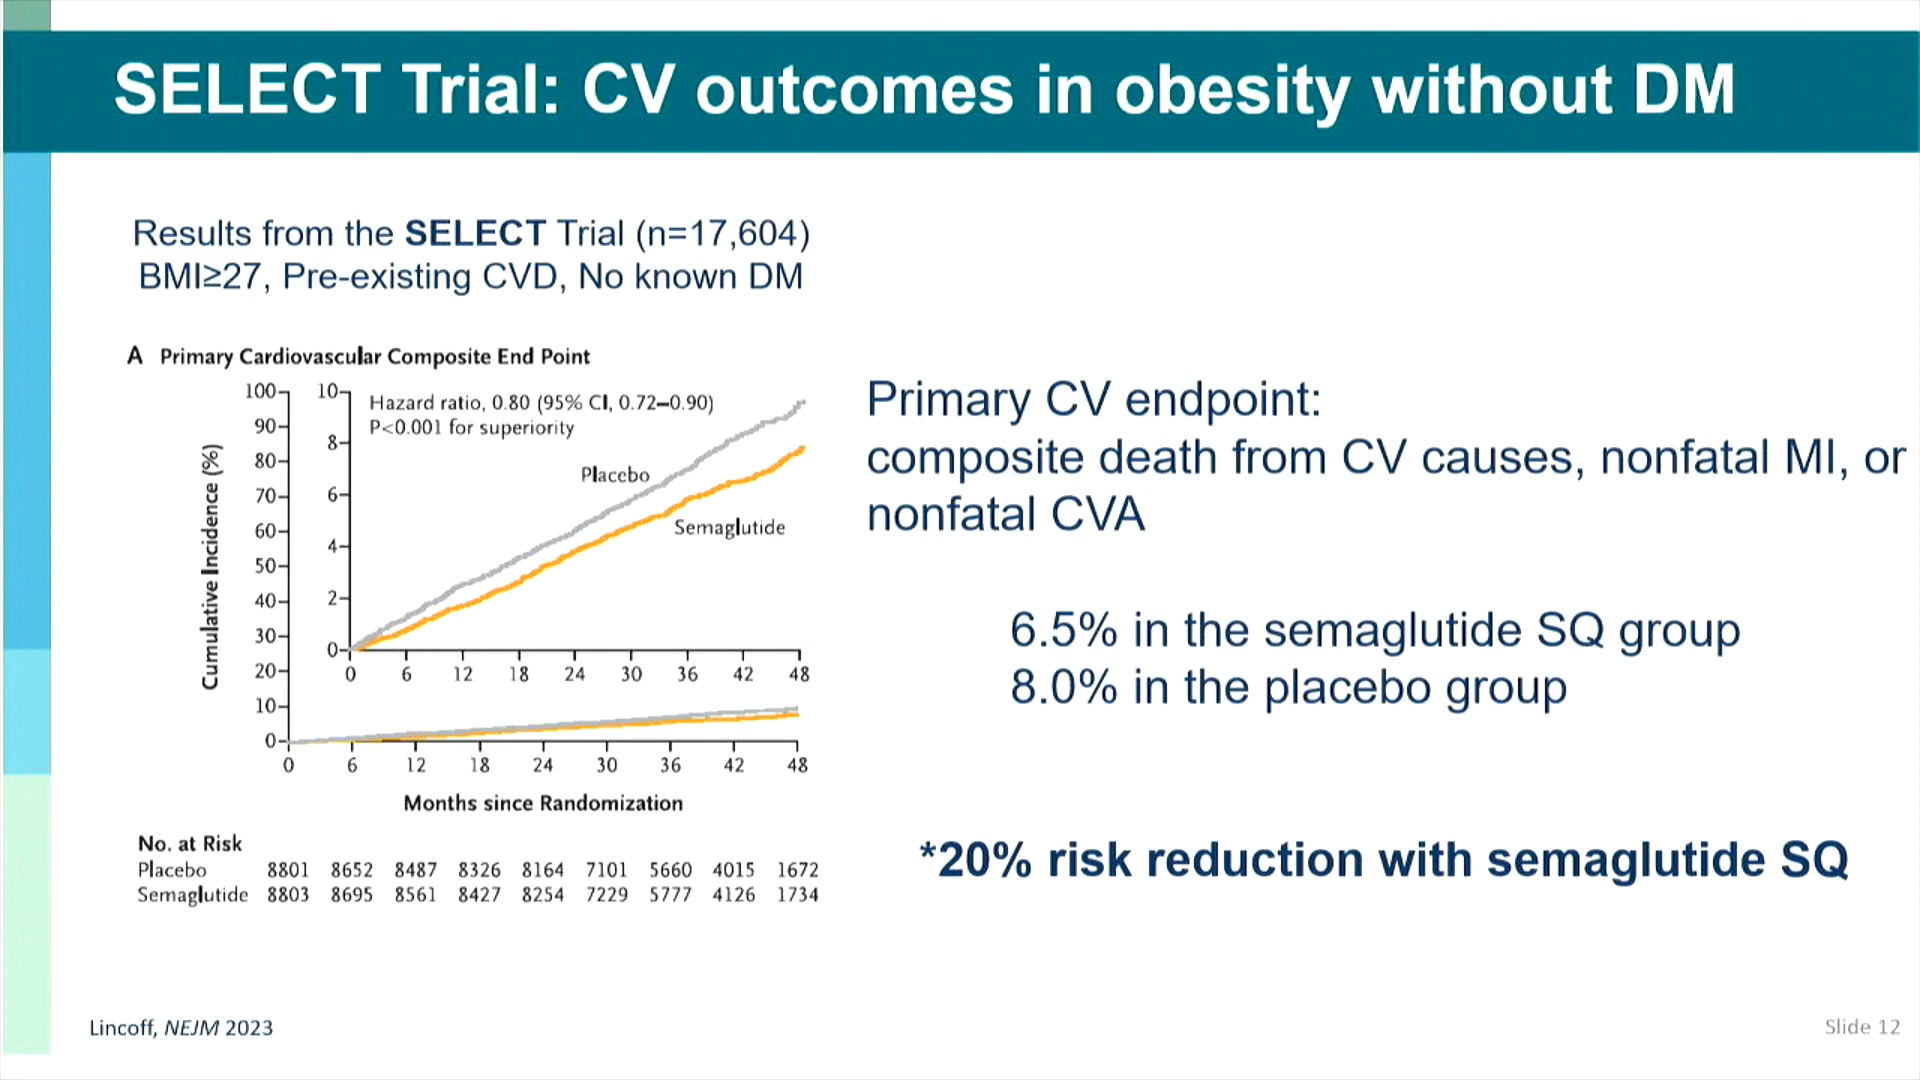 SELECT Trial: CV outcomes in obesity without DM
Results from the SELECT Trial (n=17,604)
BMI≥27, Pre-existing CVD, No known DM
A Primary Cardiovascular Composite End Point
Cumulative Incidence (%)
100
90
80
70
60
50
40
30
20
10
0
10
8
6
4
2
0
Hazard ratio, 0.80 (95% CI, 0.72–0.90)
P<0.001 for superiority
Placebo
Semaglutide
0 6 12 18 24 30 36 42 48
0 6 12 18 24 30 36 42 48
Months since Randomization
No. at Risk
Placebo 8801 8652 8487 8326 8164 7101 5660 4015 1672
Semaglutide 8803 8695 8561 8427 8254 7229 5777 4126 1734
Primary CV endpoint:
composite death from CV causes, nonfatal MI, or
nonfatal CVA
6.5% in the semaglutide SQ group
8.0% in the placebo group
*20% risk reduction with semaglutide SQ
Lincoff, NEJM 2023
Slide 12